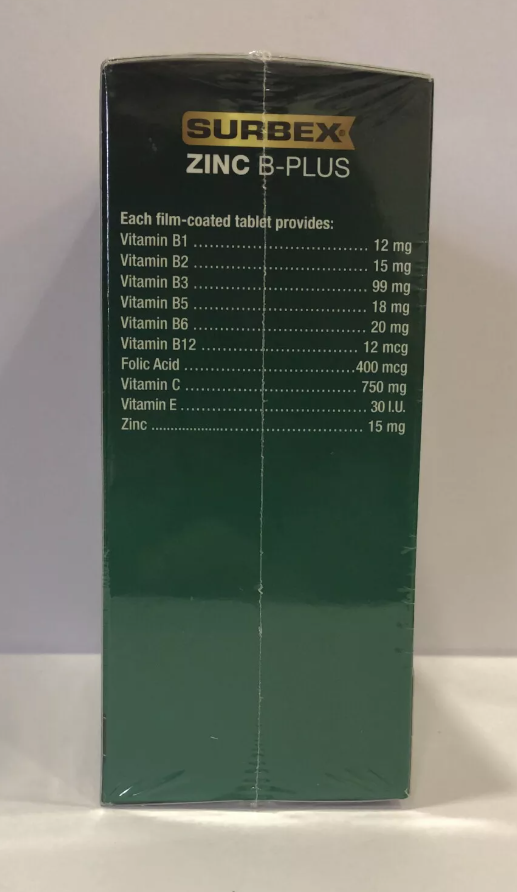 SURBEX®
ZINC B-PLUS
Each film-coated tablet provides:
Vitamin B1 .................................. 12 mg
Vitamin B2 .................................. 15 mg
Vitamin B3 .................................. 99 mg
Vitamin B5 .................................. 18 mg
Vitamin B6 .................................. 20 mg
Vitamin B12 ............................... 12 mcg
Folic Acid .................................400 mcg
Vitamin C .................................. 750 mg
Vitamin E ..................................... 30 I.U.
Zinc ............................................ 15 mg